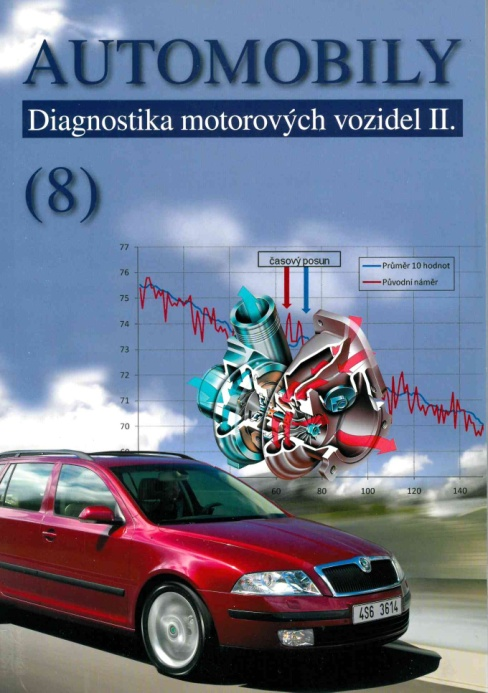 AUTOMOBILY
Diagnostika motorových vozidel II.
(8)
77
časový posun
Průměr 10 hodnot
76
Původní náměr
75
74
73
72
71
70
60
80
100
120
140
4S6 3614